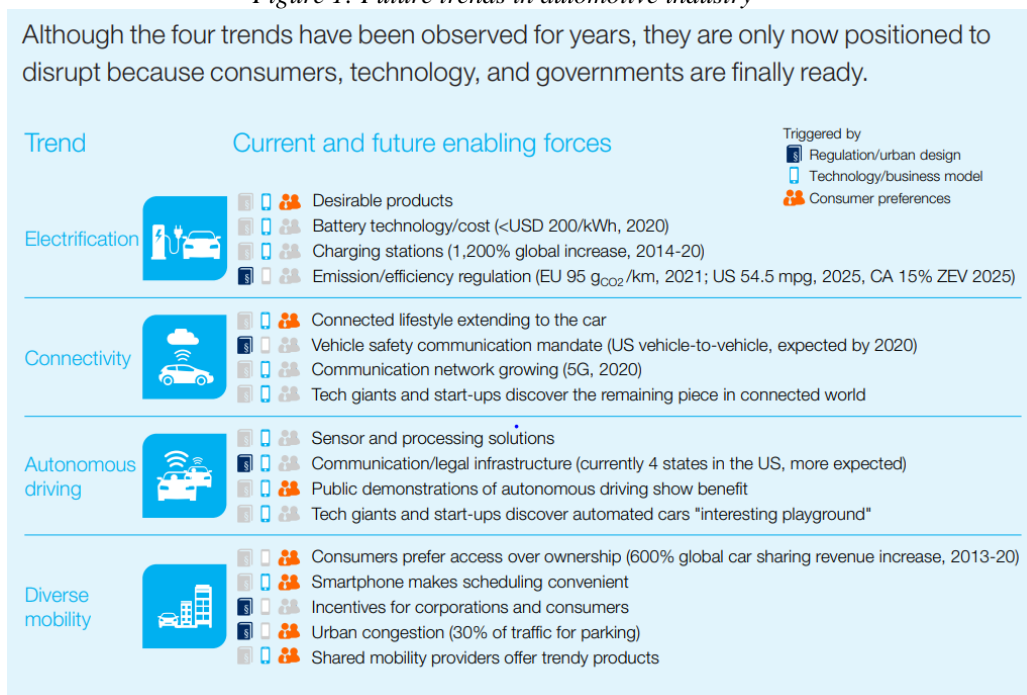 Figure 1: Future trends in automotive industry
Although the four trends have been observed for years, they are only now positioned to
disrupt because consumers, technology, and governments are finally ready.
Trend
Current and future enabling forces
Triggered by
§ Regulation/urban design
Technology/business model
Consumer preferences
Electrification
Desirable products
Battery technology/cost (<USD 200/kWh, 2020)
Charging stations (1,200% global increase, 2014-20)
§ Emission/efficiency regulation (EU 95 gCO2/km, 2021; US 54.5 mpg, 2025, CA 15% ZEV 2025)
Connectivity
Connected lifestyle extending to the car
§ Vehicle safety communication mandate (US vehicle-to-vehicle, expected by 2020)
Communication network growing (5G, 2020)
Tech giants and start-ups discover the remaining piece in connected world
Autonomous
driving
Sensor and processing solutions
§ Communication/legal infrastructure (currently 4 states in the US, more expected)
Public demonstrations of autonomous driving show benefit
Tech giants and start-ups discover automated cars "interesting playground"
Diverse
mobility
Consumers prefer access over ownership (600% global car sharing revenue increase, 2013-20)
Smartphone makes scheduling convenient
§ Incentives for corporations and consumers
§ Urban congestion (30% of traffic for parking)
Shared mobility providers offer trendy products